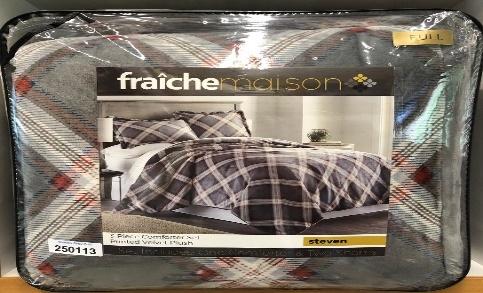 FULL
fraîchemaison
5 Piece Comforter Set
Printed Velvet Plush
steven
250113